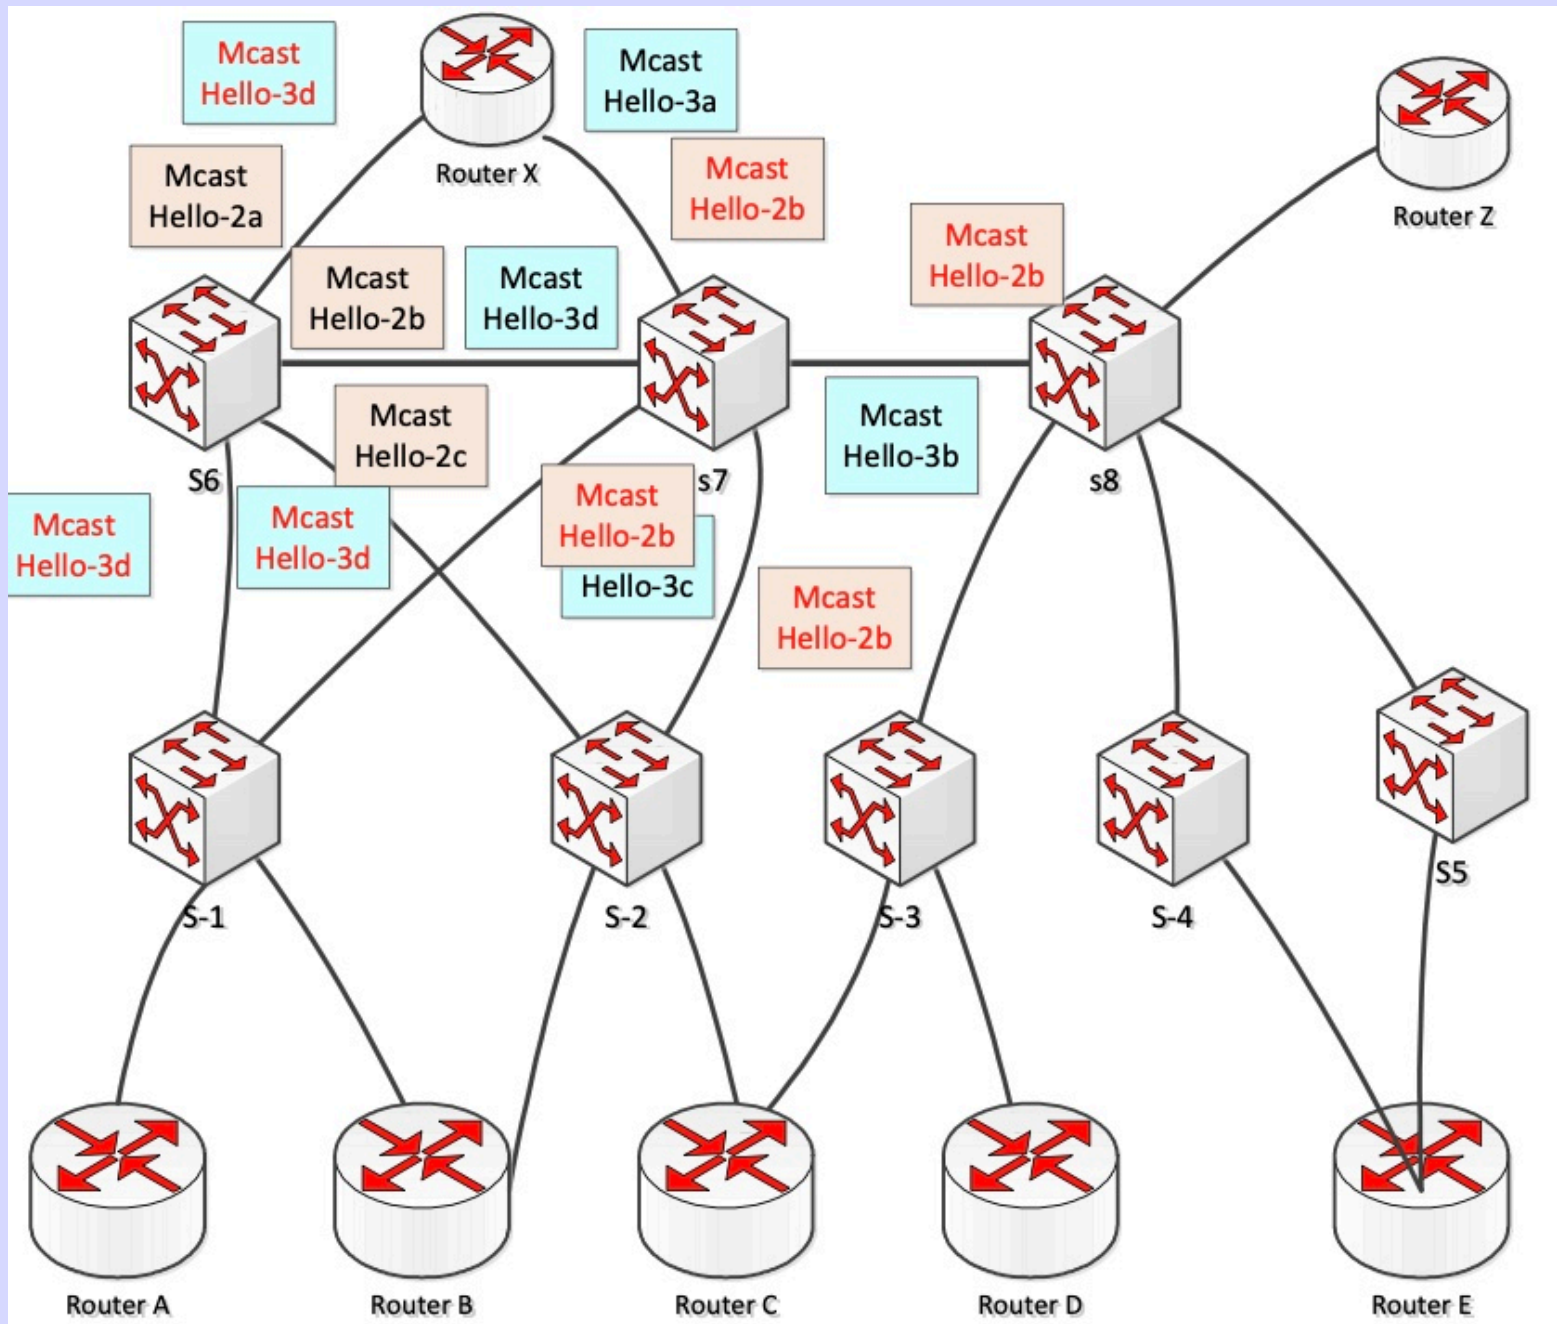 Mcast
Hello-3d
Mcast
Hello-3a
Router X
Mcast
Hello-2a
Mcast
Hello-2b
Router Z
Mcast
Hello-2b
Mcast
Hello-2b
Mcast
Hello-3d
Mcast
Hello-2c
Mcast
Hello-3b
S6
s7
s8
Mcast
Hello-3d
Mcast
Hello-3d
Mcast
Hello-2b
Hello-3c
Mcast
Hello-2b
S5
S-1
S-2
S-3
S-4
Router A
Router B
Router C
Router D
Router E